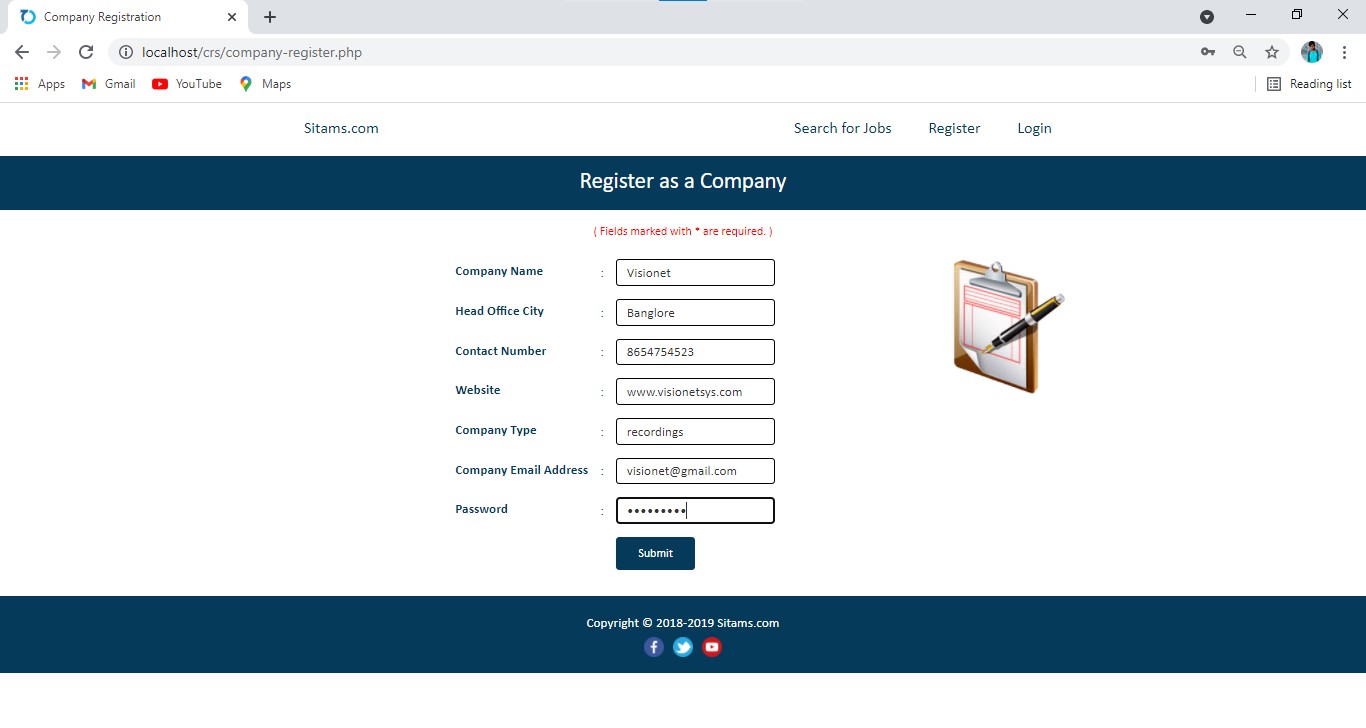 Company Registration
localhost/crs/company-register.php
Apps Gmail YouTube Maps Reading list
Sitams.com Search for Jobs Register Login
Register as a Company
( Fields marked with * are required. )
Company Name : Visionet
Head Office City : Banglore
Contact Number : 8654754523
Website : www.visionetsys.com
Company Type : recordings
Company Email Address : visionet@gmail.com
Password : •••••••••
Submit
Copyright © 2018-2019 Sitams.com